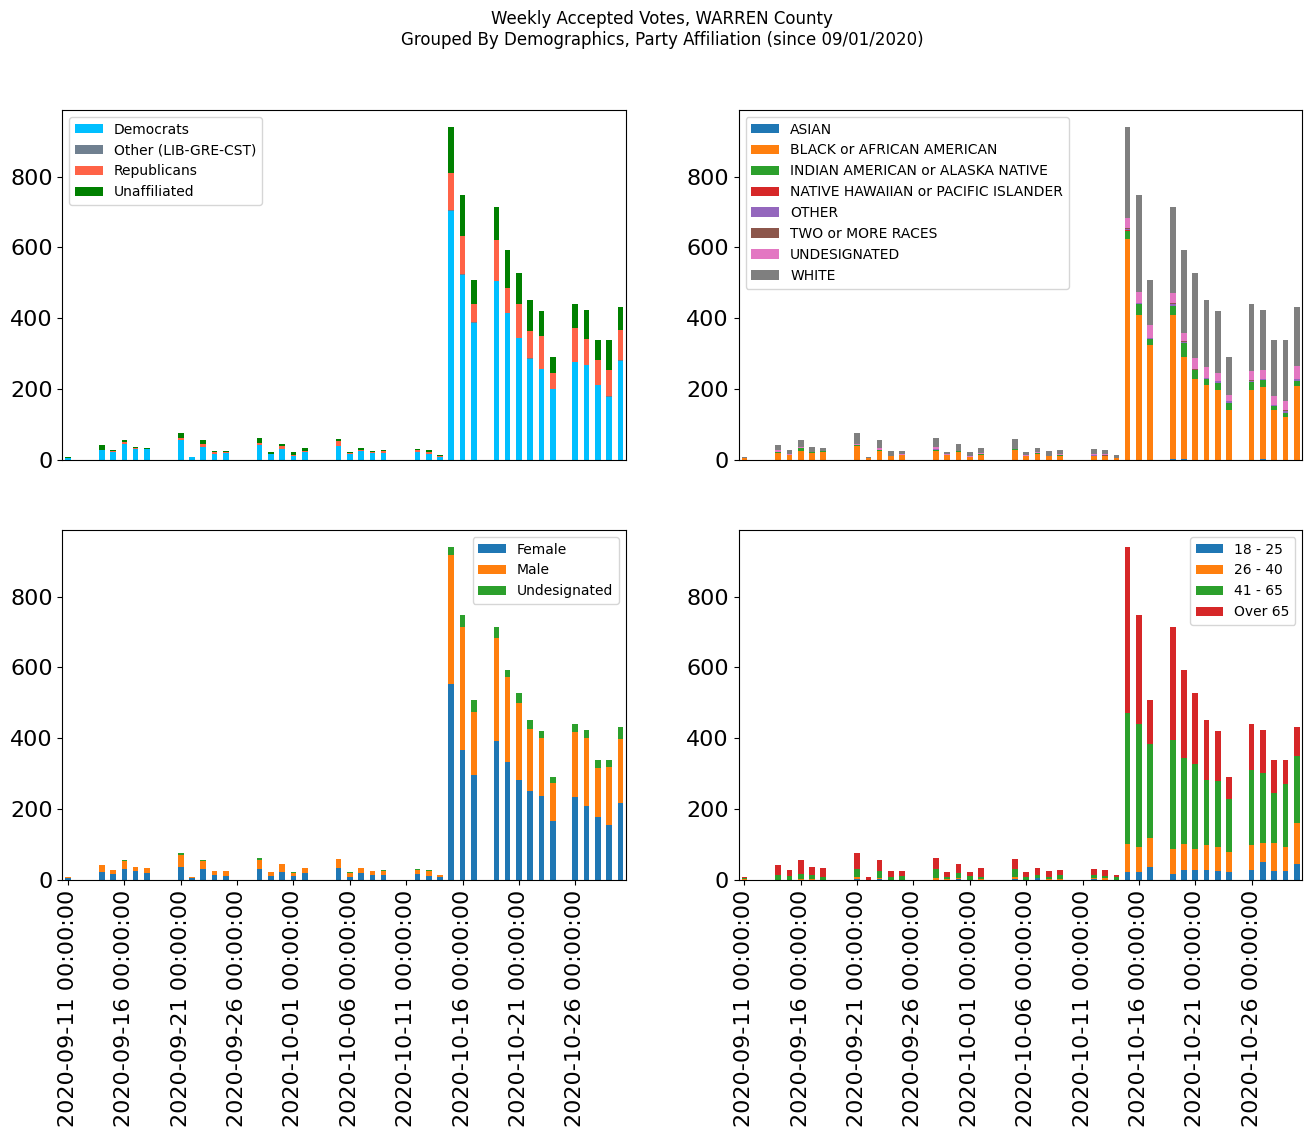 Weekly Accepted Votes, WARREN County
Grouped By Demographics, Party Affiliation (since 09/01/2020)
Democrats
Other (LIB-GRE-CST)
Republicans
Unaffiliated
800
600
400
200
0
ASIAN
BLACK or AFRICAN AMERICAN
INDIAN AMERICAN or ALASKA NATIVE
NATIVE HAWAIIAN or PACIFIC ISLANDER
OTHER
TWO or MORE RACES
UNDESIGNATED
WHITE
800
600
400
200
0
Female
Male
Undesignated
800
600
400
200
0
2020-09-11 00:00:00
2020-09-16 00:00:00
2020-09-21 00:00:00
2020-09-26 00:00:00
2020-10-01 00:00:00
2020-10-06 00:00:00
2020-10-11 00:00:00
2020-10-16 00:00:00
2020-10-21 00:00:00
2020-10-26 00:00:00
18 - 25
26 - 40
41 - 65
Over 65
800
600
400
200
0
2020-09-11 00:00:00
2020-09-16 00:00:00
2020-09-21 00:00:00
2020-09-26 00:00:00
2020-10-01 00:00:00
2020-10-06 00:00:00
2020-10-11 00:00:00
2020-10-16 00:00:00
2020-10-21 00:00:00
2020-10-26 00:00:00